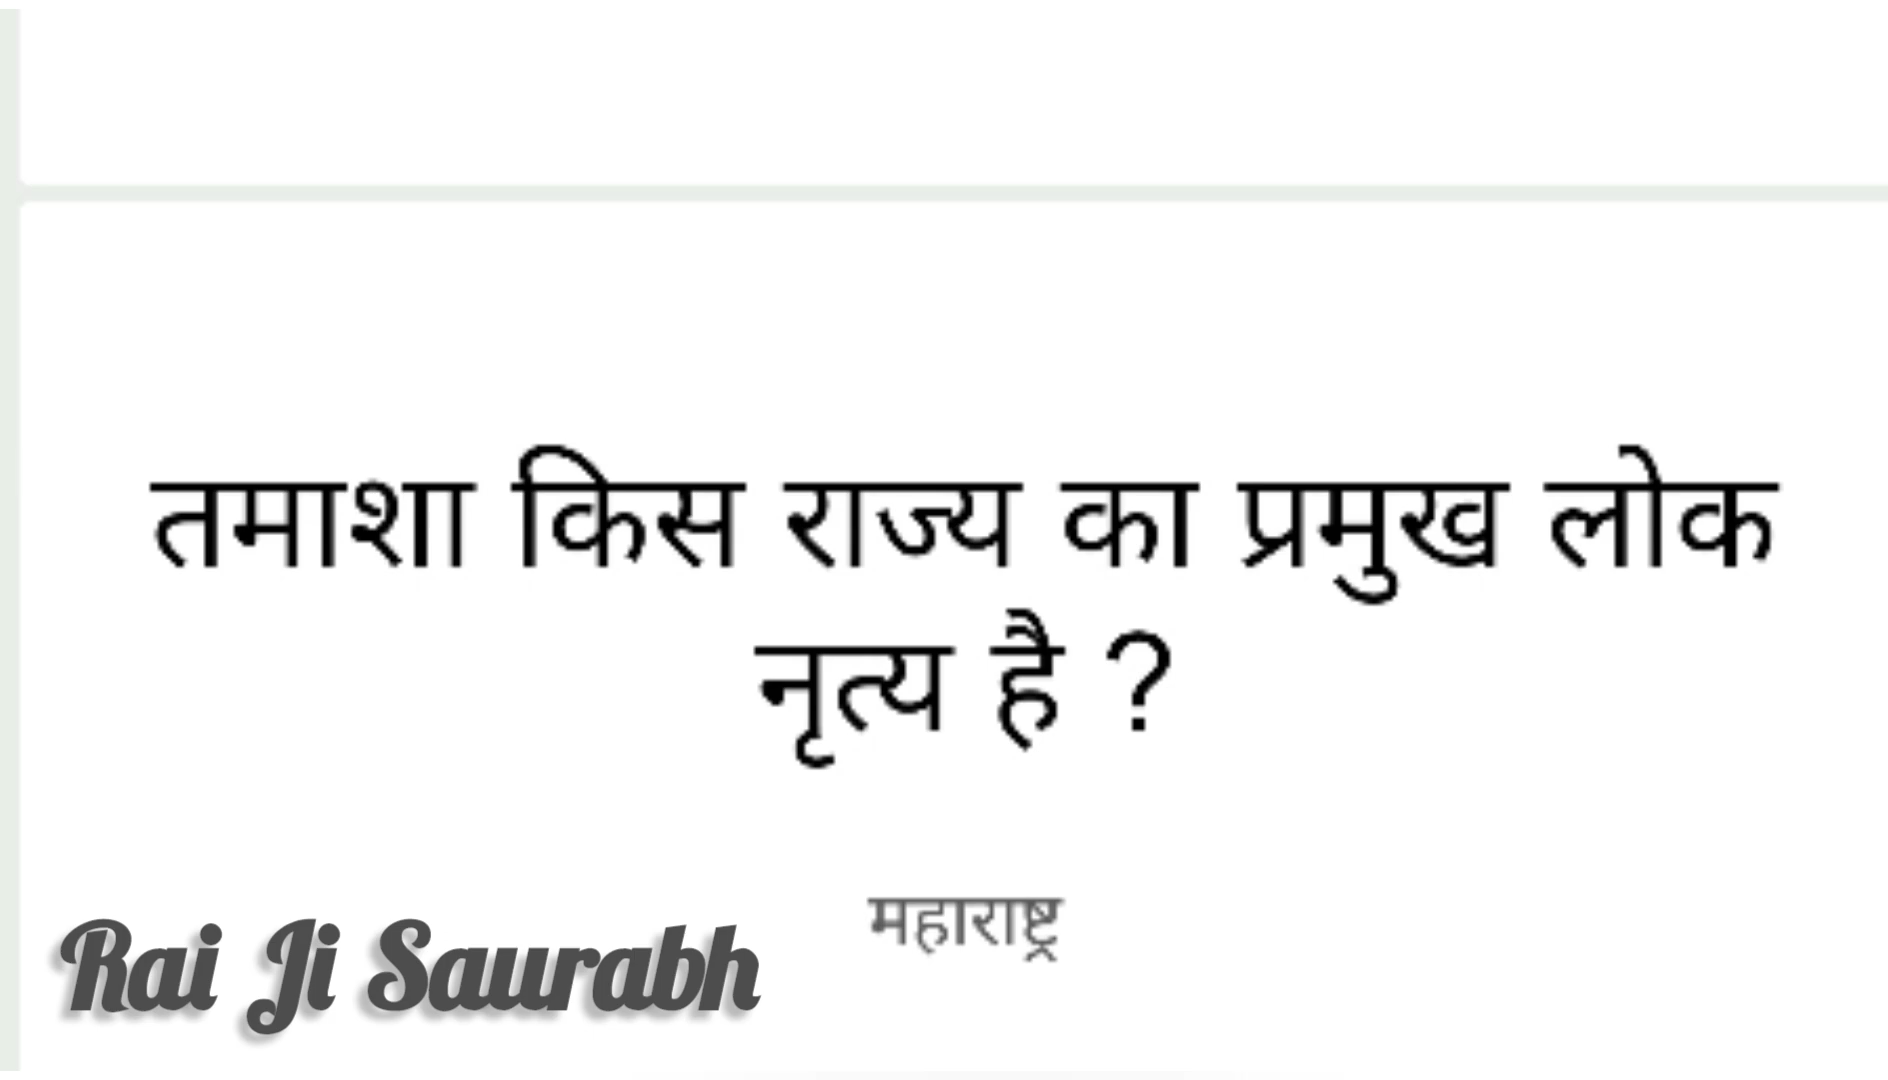 तमाशा किस राज्य का प्रमुख लोक
नृत्य है ?
महाराष्ट्र
Rai Ji Saurabh